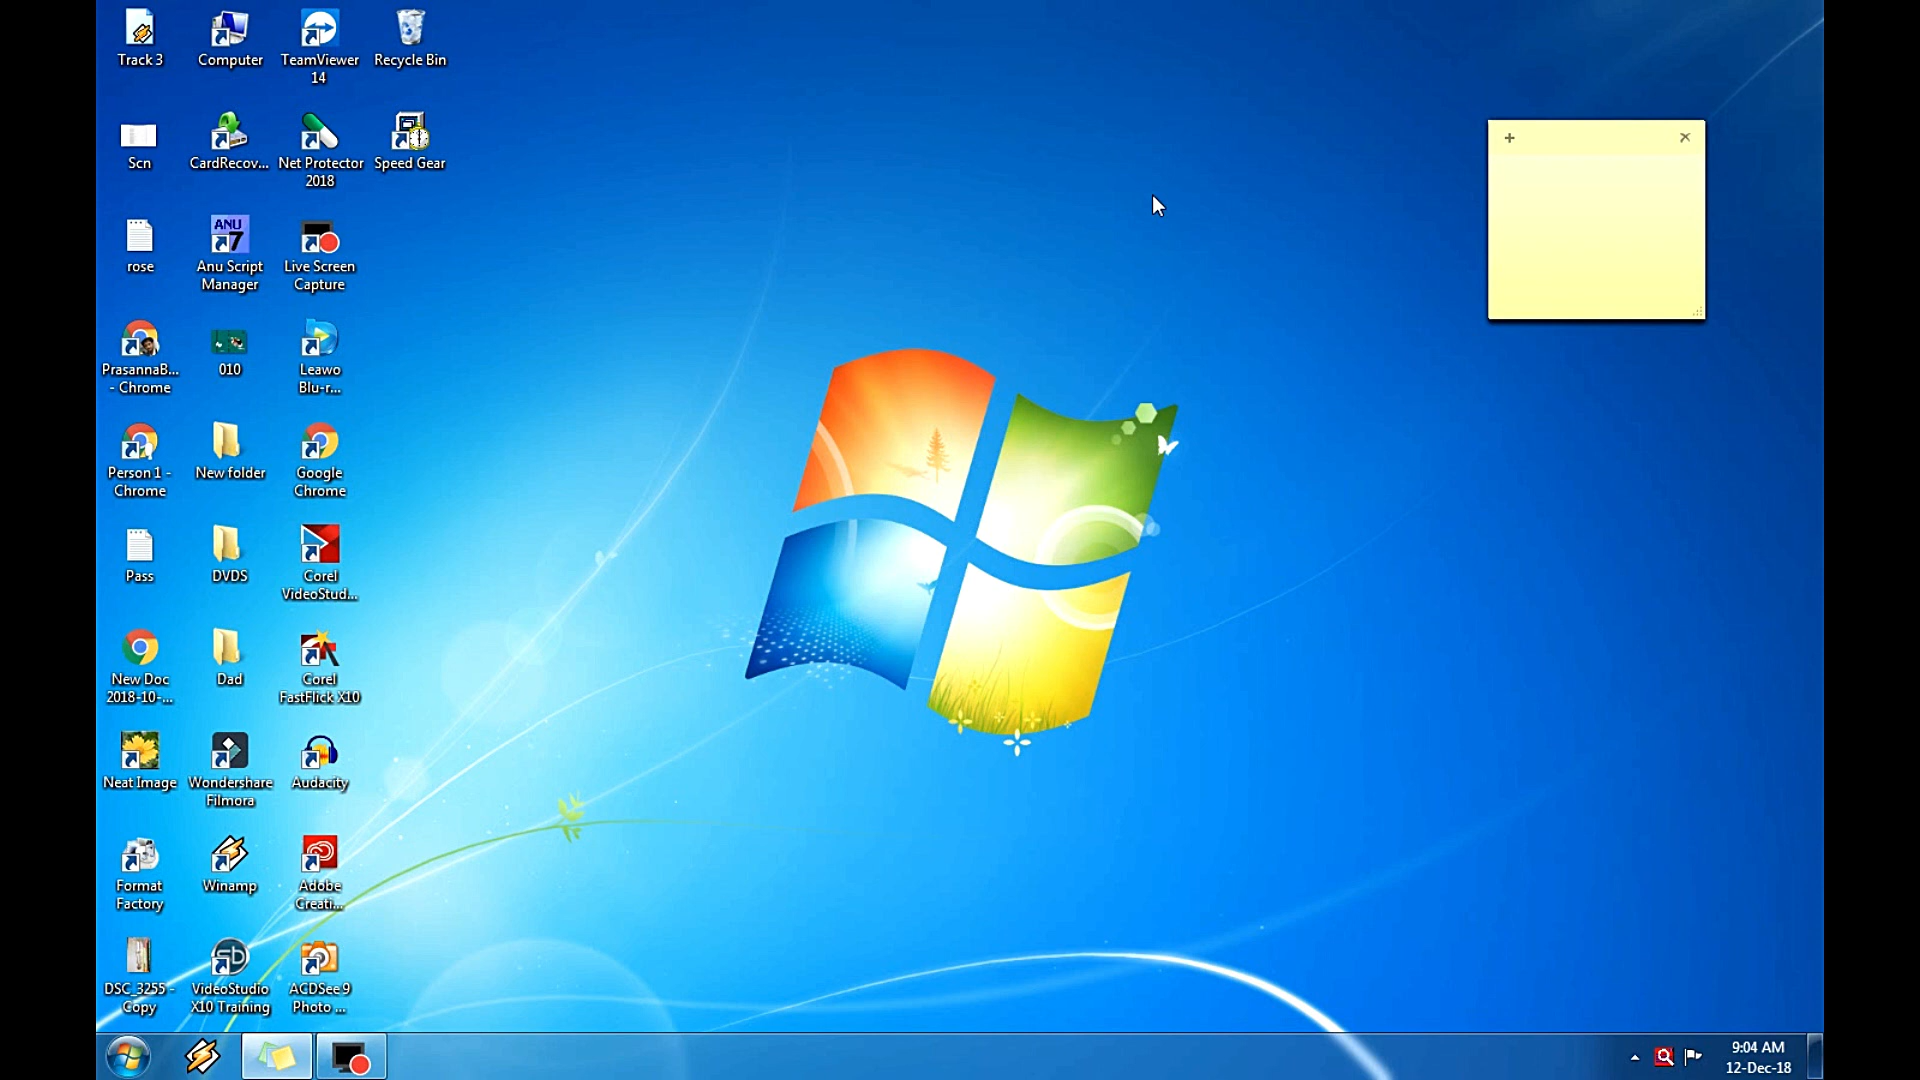 Track 3
Computer
TeamViewer
14
Recycle Bin
Scn
CardRecov...
Net Protector
2018
Speed Gear
rose
ANU
7
Anu Script
Manager
Live Screen
Capture
PrasannaB...
- Chrome
010
Leawo
Blu-r...
Person 1 -
Chrome
New folder
Google
Chrome
Pass
DVDS
Corel
VideoStud...
New Doc
2018-10-...
Dad
Corel
FastFlick X10
Neat Image
Wondershare
Filmora
Audacity
Format
Factory
Winamp
Adobe
Creati...
DSC_3255 -
Copy
VideoStudio
X10 Training
ACDSee 9
Photo ...
9:04 AM
12-Dec-18